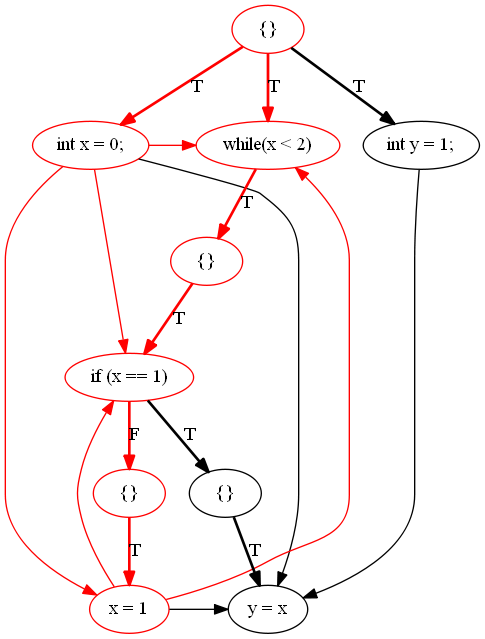 {}
T
T
T
int x = 0;
while(x < 2)
int y = 1;
T
{}
T
if (x == 1)
F
T
{}
{}
T
T
x = 1
y = x